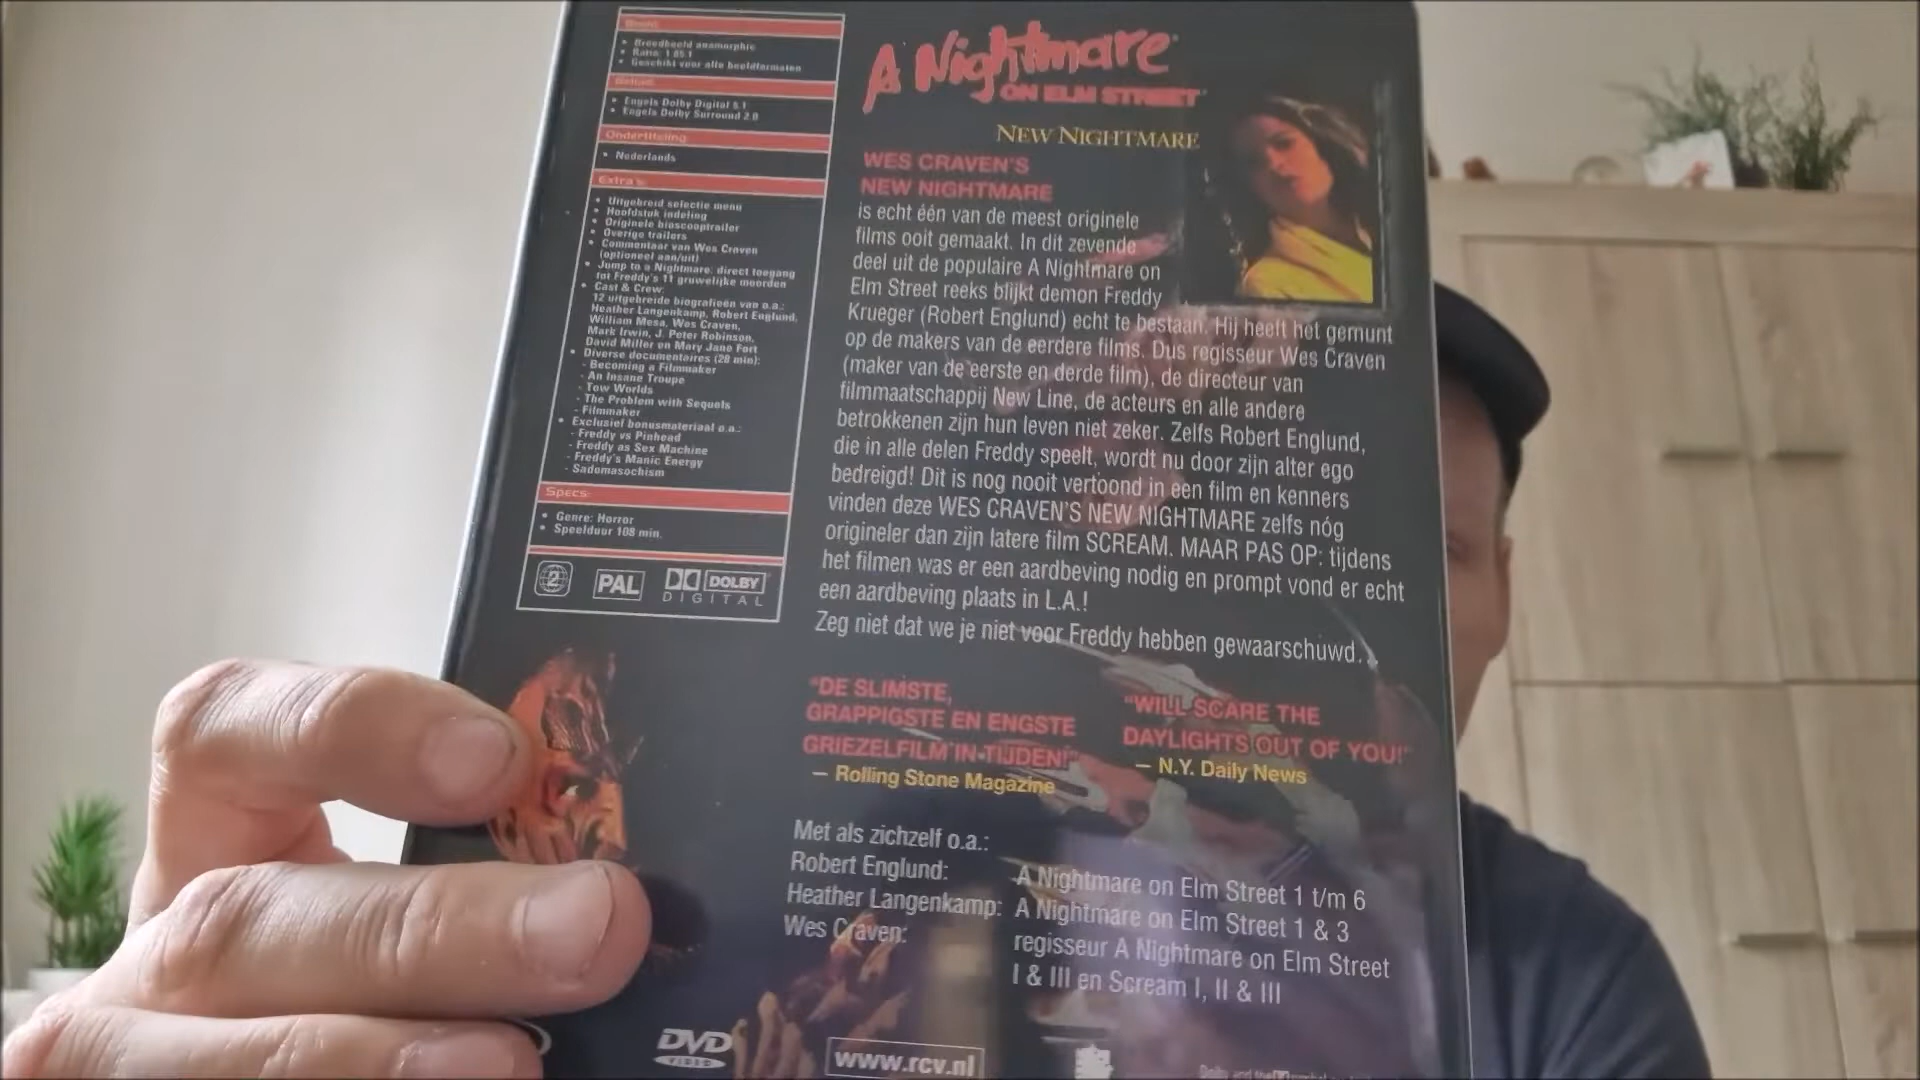 Beeld:
• Breedbeeld anamorphic
• Ratio: 1.85:1
• Geschikt voor alle beeldformaten
Geluid:
• Engels Dolby Digital 5.1
• Engels Dolby Surround 2.0
Ondertiteling:
• Nederlands
Extra's:
• Uitgebreid selectie menu
• Hoofdstuk indeling
• Originele bioscooptrailer
• Overige trailers
• Commentaar van Wes Craven
(optioneel aan/uit)
• Jump to a Nightmare: direct toegang
tot Freddy's 11 gruwelijke moorden
• Cast & Crew:
12 uitgebreide biografieën van o.a.:
Heather Langenkamp, Robert Englund,
William Mesa, Wes Craven,
Mark Irwin, J. Peter Robinson,
David Miller en Mary Jane Fort
• Diverse documentaires (28 min):
- Becoming a Filmmaker
- An Insane Troupe
- Tow Worlds
- The Problem with Sequels
- Filmmaker
• Exclusief bonusmateriaal o.a.:
- Freddy vs Pinhead
- Freddy as Sex Machine
- Freddy's Manic Energy
- Sadomasochism
Specs:
• Genre: Horror
• Speelduur 108 min.
2 PAL DOLBY
DIGITAL
A Nightmare
ON ELM STREET
NEW NIGHTMARE
WES CRAVEN'S
NEW NIGHTMARE
is echt één van de meest originele
films ooit gemaakt. In dit zevende
deel uit de populaire A Nightmare on
Elm Street reeks blijkt demon Freddy
Krueger (Robert Englund) echt te bestaan. Hij heeft het gemunt
op de makers van de eerdere films. Dus regisseur Wes Craven
(maker van de eerste en derde film), de directeur van
filmmaatschappij New Line, de acteurs en alle andere
betrokkenen zijn hun leven niet zeker. Zelfs Robert Englund,
die in alle delen Freddy speelt, wordt nu door zijn alter ego
bedreigd! Dit is nog nooit vertoond in een film en kenners
vinden deze WES CRAVEN'S NEW NIGHTMARE zelfs nóg
origineler dan zijn latere film SCREAM. MAAR PAS OP: tijdens
het filmen was er een aardbeving nodig en prompt vond er echt
een aardbeving plaats in L.A.!
Zeg niet dat we je niet voor Freddy hebben gewaarschuwd...
"DE SLIMSTE,
GRAPPIGSTE EN ENGSTE
GRIEZELFILM IN TIJDEN!"
– Rolling Stone Magazine
"WILL SCARE THE
DAYLIGHTS OUT OF YOU!"
– N.Y. Daily News
Met als zichzelf o.a.:
Robert Englund: A Nightmare on Elm Street 1 t/m 6
Heather Langenkamp: A Nightmare on Elm Street 1 & 3
Wes Craven: regisseur A Nightmare on Elm Street
I & III en Scream I, II & III
DVD
VIDEO
www.rcv.nl
Dolby and the